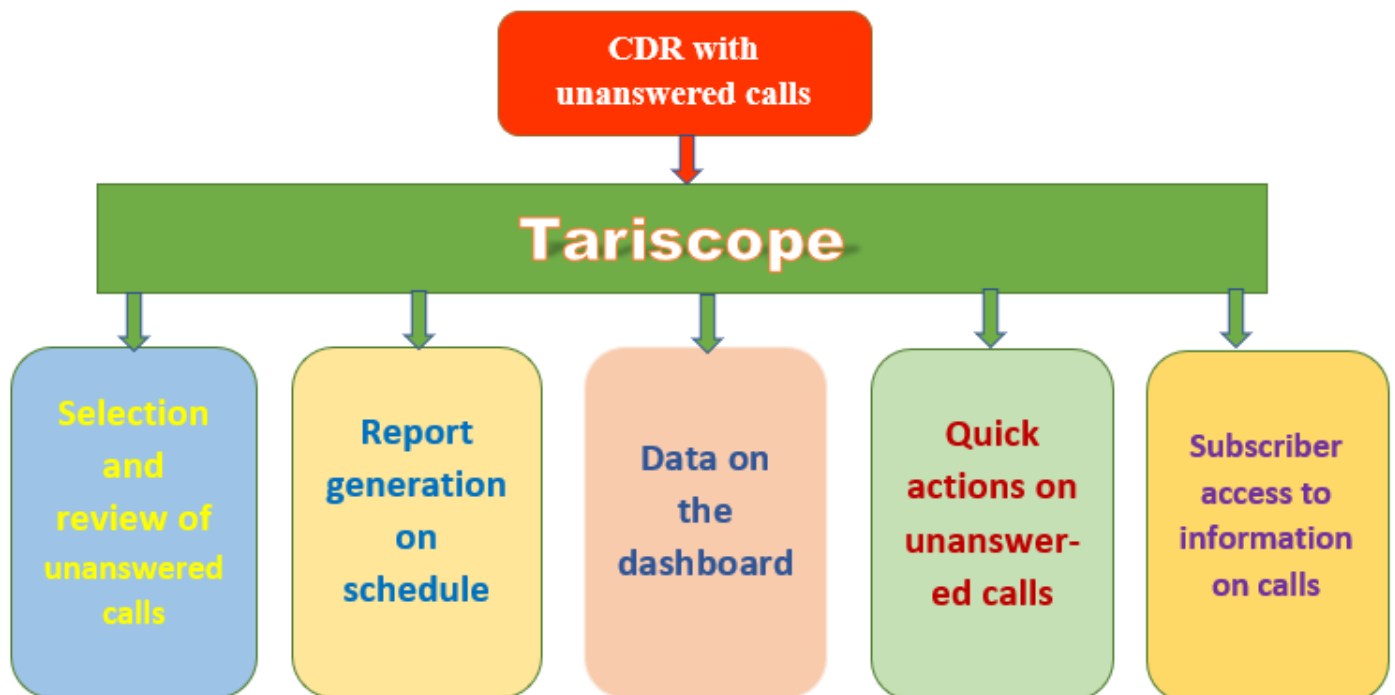 CDR with
unanswered calls
Tariscope
Selection
and
review of
unanswered
calls
Report
generation
on
schedule
Data on
the
dashboard
Quick
actions on
unanswer-
ed calls
Subscriber
access to
information
on calls